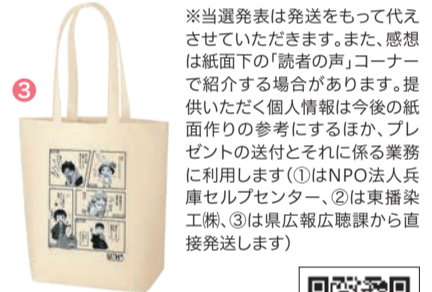 ※当選発表は発送をもって代え
させていただきます。また、感想
は紙面下の「読者の声」コーナー
で紹介する場合があります。提
供いただく個人情報は今後の紙
面作りの参考にするほか、プレ
ゼントの送付とそれに係る業務
に利用します(①はNPO法人兵
庫セルプセンター、②は東播染
工㈱、③は県広報広聴課から直
接発送します)
3